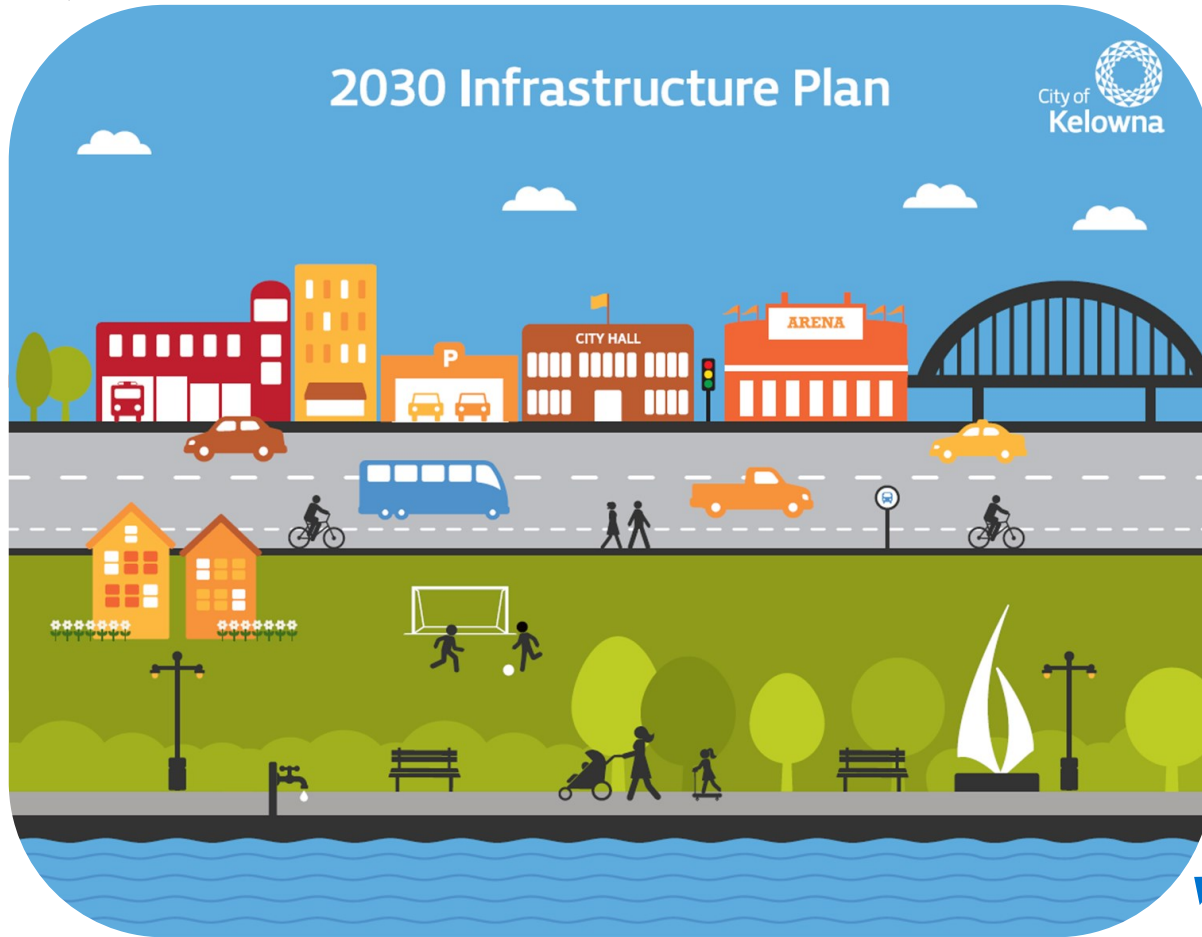 2030 Infrastructure Plan
City of
Kelowna
P
CITY HALL
ARENA